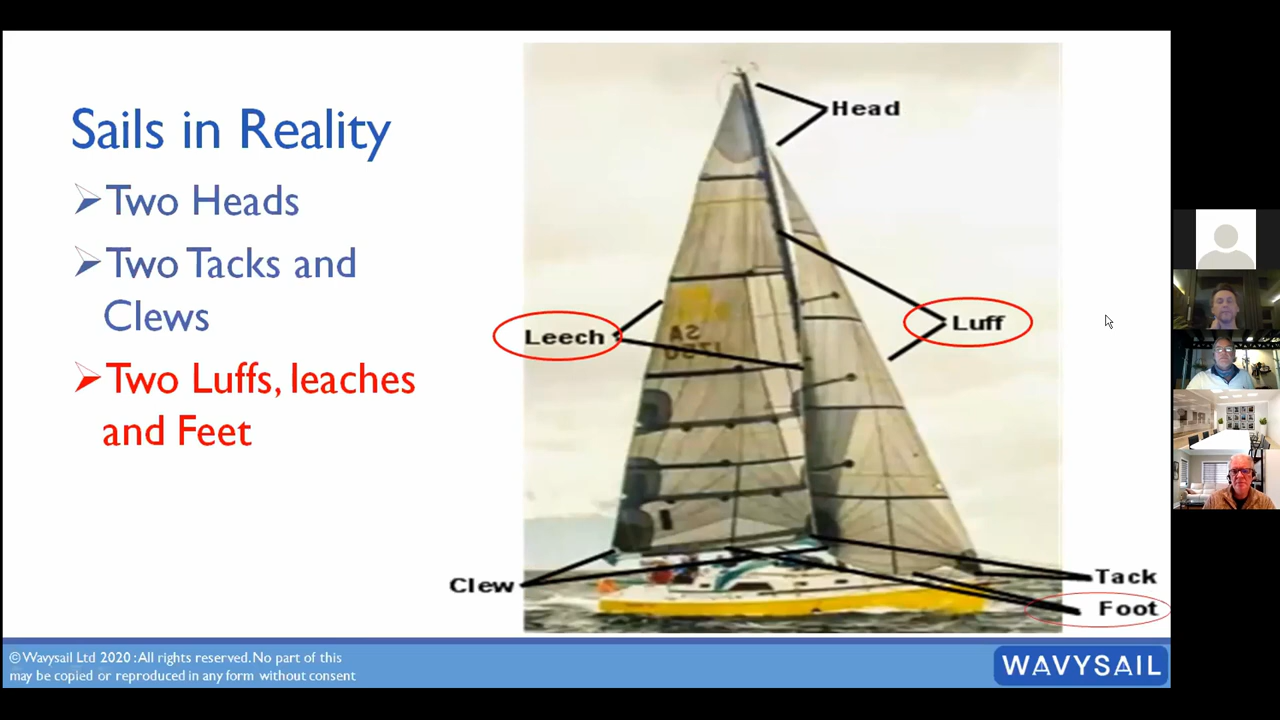 Sails in Reality
Two Heads
Two Tacks and
Clews
Two Luffs, leaches
and Feet
Head
Luff
Leech
SA
1750
Clew
Tack
Foot
© Wavysail Ltd 2020 : All rights reserved. No part of this
may be copied or reproduced in any form without consent
WAVYSAIL